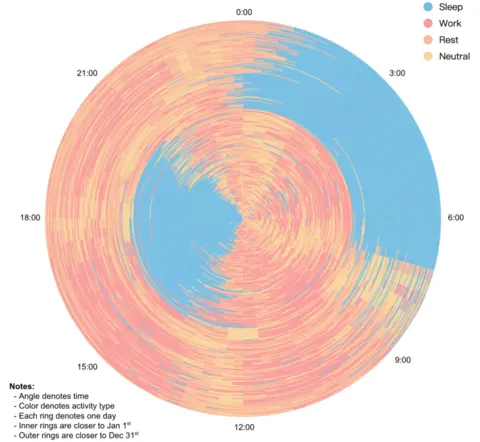 0:00
Sleep
Work
Rest
Neutral
21:00
3:00
18:00
6:00
15:00
9:00
12:00
Notes:
- Angle denotes time
- Color denotes activity type
- Each ring denotes one day
- Inner rings are closer to Jan 1st
- Outer rings are closer to Dec 31st